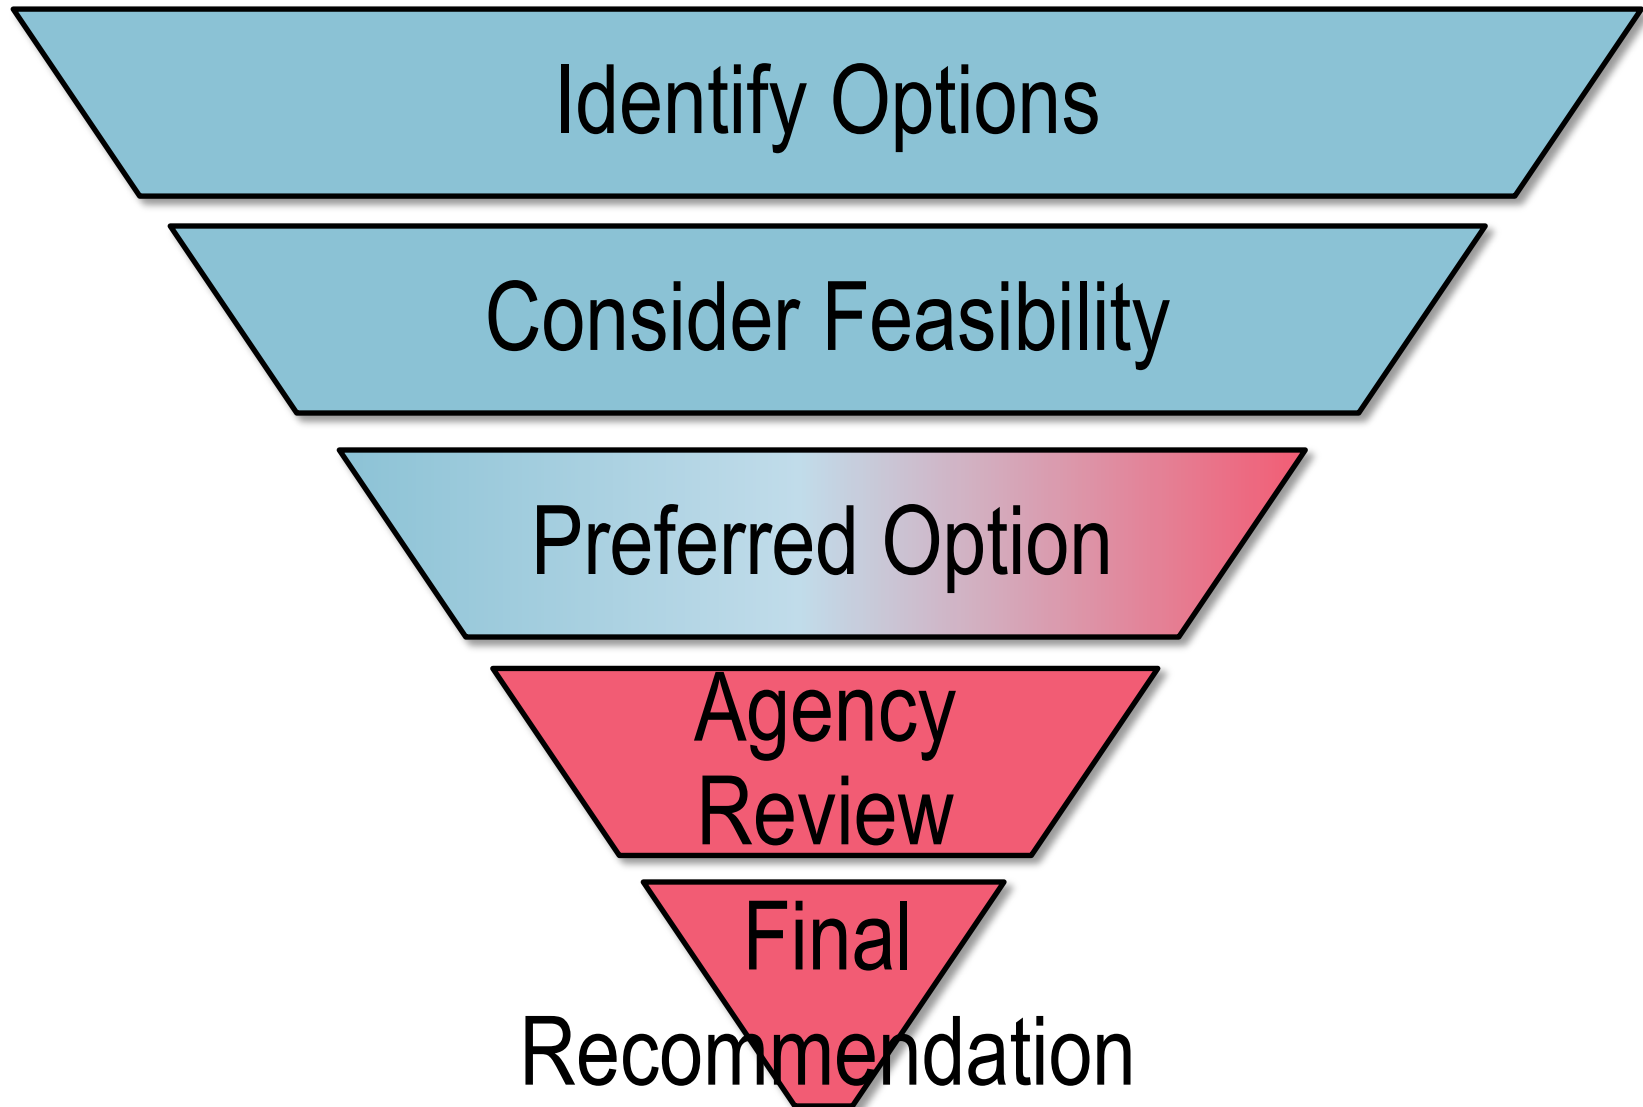 Identify Options
Consider Feasibility
Preferred Option
Agency
Review
Final
Recommendation